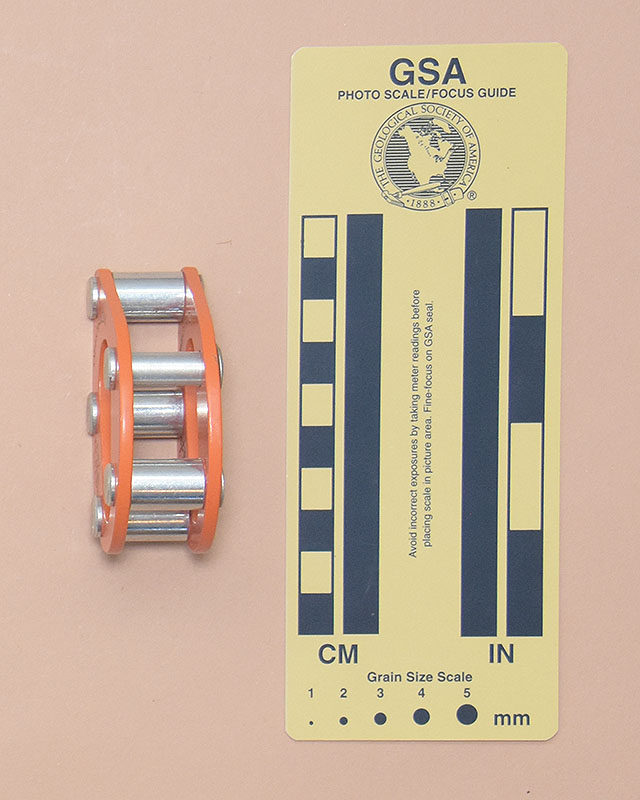 GSA
PHOTO SCALE/FOCUS GUIDE
THE GEOLOGICAL SOCIETY OF AMERICA
·1888·
®
Avoid incorrect exposures by taking meter readings before
placing scale in picture area. Fine-focus on GSA seal.
CM
IN
Grain Size Scale
1 2 3 4 5
mm